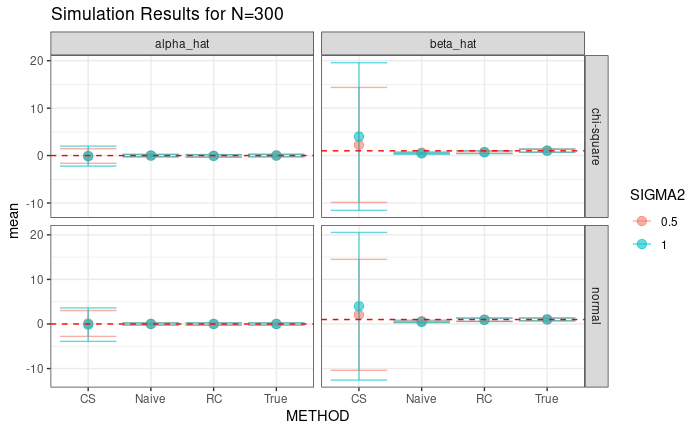 Simulation Results for N=300
alpha_hat
beta_hat
mean
20
10
0
-10
chi-square
20
10
0
-10
normal
CS Naive RC True
CS Naive RC True
METHOD
SIGMA2
0.5
1